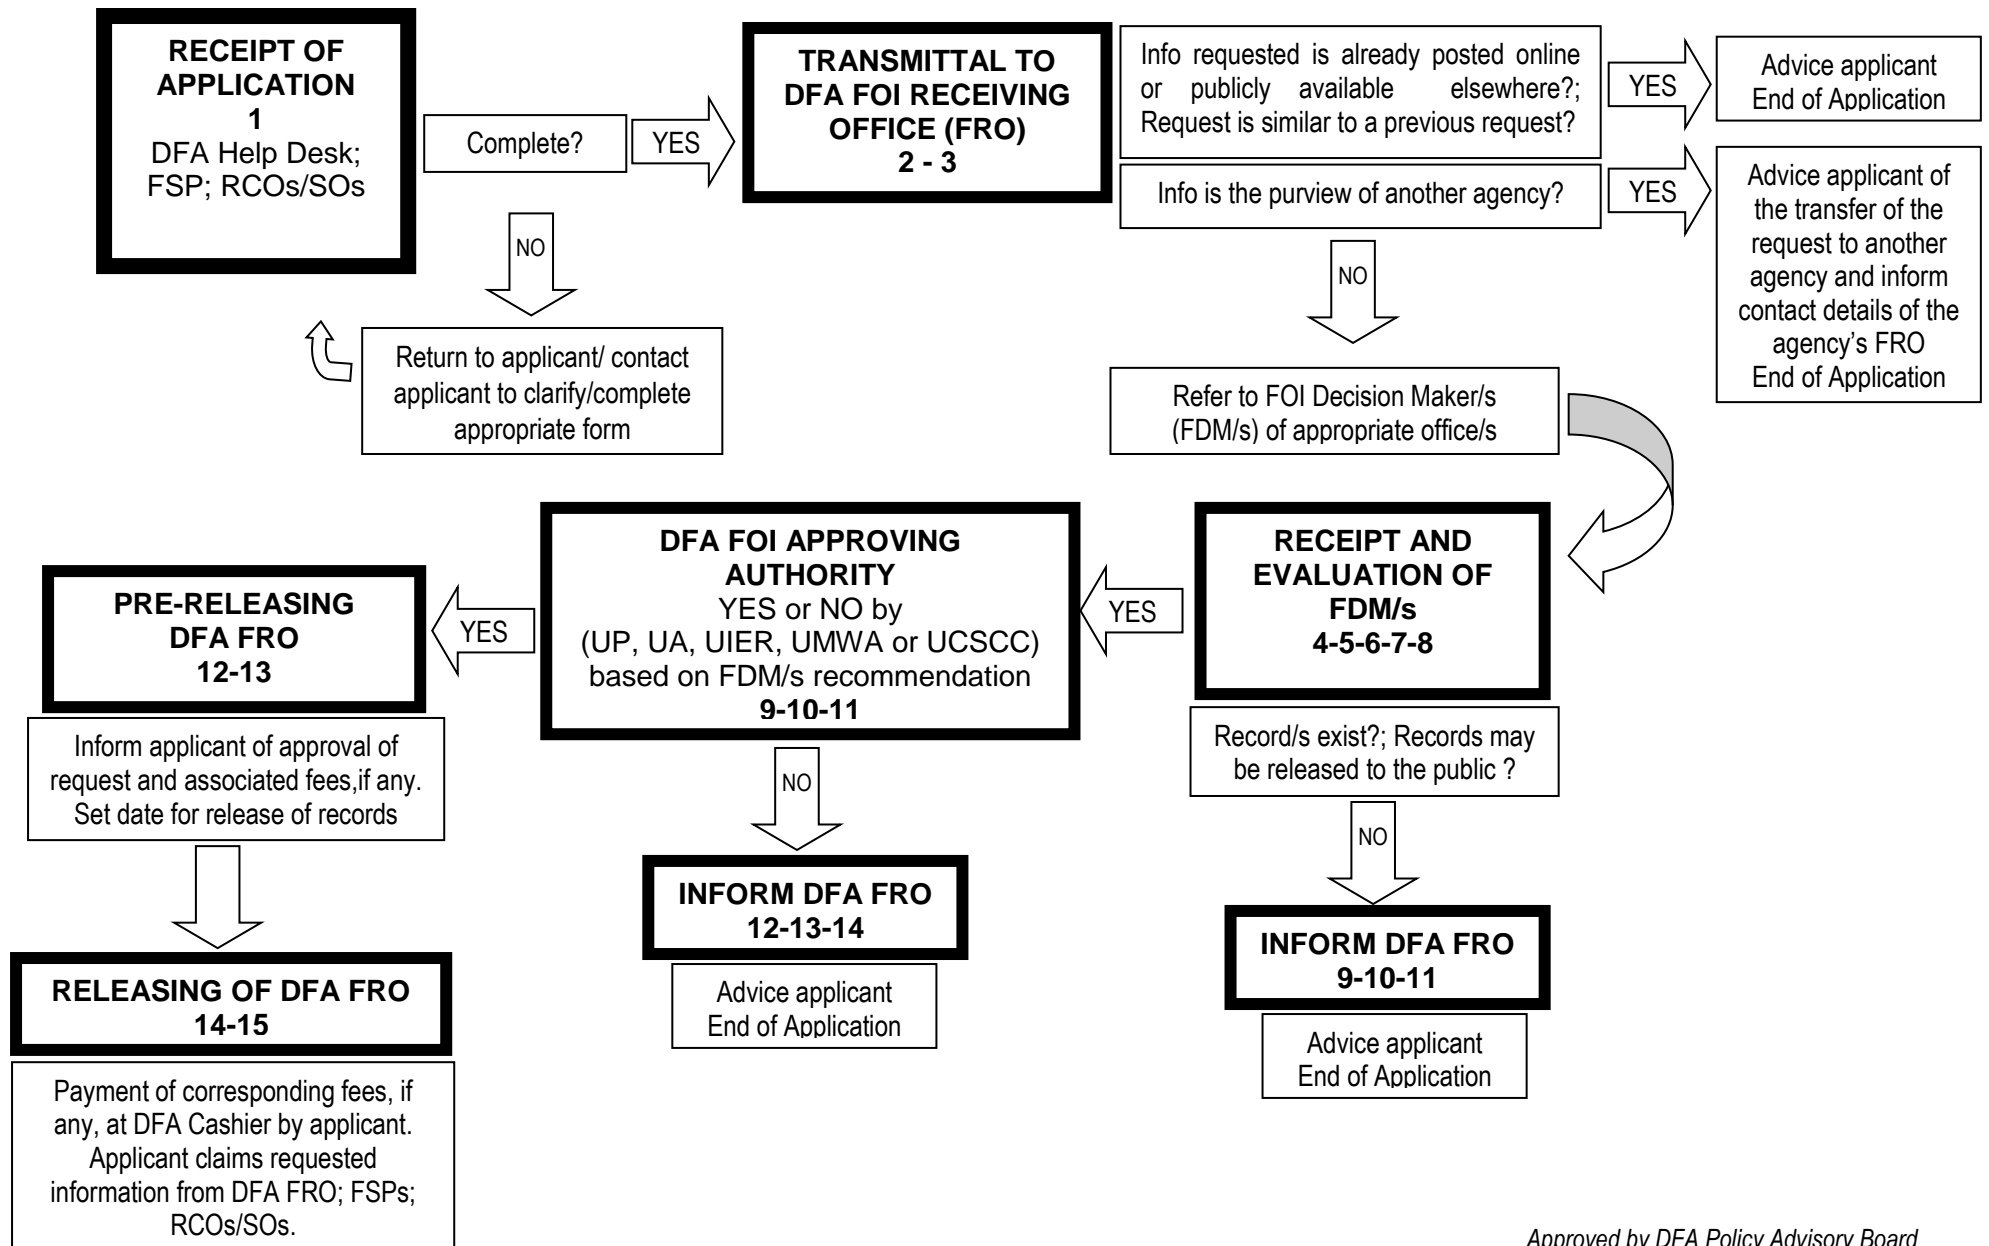 RECEIPT OF
APPLICATION
1
DFA Help Desk;
FSP; RCOs/SOs
Complete?
YES
NO
Return to applicant/ contact
applicant to clarify/complete
appropriate form
TRANSMITTAL TO
DFA FOI RECEIVING
OFFICE (FRO)
2 - 3
Info requested is already posted online
or publicly available elsewhere?;
Request is similar to a previous request?
YES
Advice applicant
End of Application
Info is the purview of another agency?
YES
Advice applicant of
the transfer of the
request to another
agency and inform
contact details of the
agency's FRO
End of Application
NO
Refer to FOI Decision Maker/s
(FDM/s) of appropriate office/s
RECEIPT AND
EVALUATION OF
FDM/s
4-5-6-7-8
Record/s exist?; Records may
be released to the public ?
NO
INFORM DFA FRO
9-10-11
Advice applicant
End of Application
YES
DFA FOI APPROVING
AUTHORITY
YES or NO by
(UP, UA, UIER, UMWA or UCSCC)
based on FDM/s recommendation
9-10-11
NO
INFORM DFA FRO
12-13-14
Advice applicant
End of Application
YES
PRE-RELEASING
DFA FRO
12-13
Inform applicant of approval of
request and associated fees,if any.
Set date for release of records
RELEASING OF DFA FRO
14-15
Payment of corresponding fees, if
any, at DFA Cashier by applicant.
Applicant claims requested
information from DFA FRO; FSPs;
RCOs/SOs.
Approved by DFA Policy Advisory Board